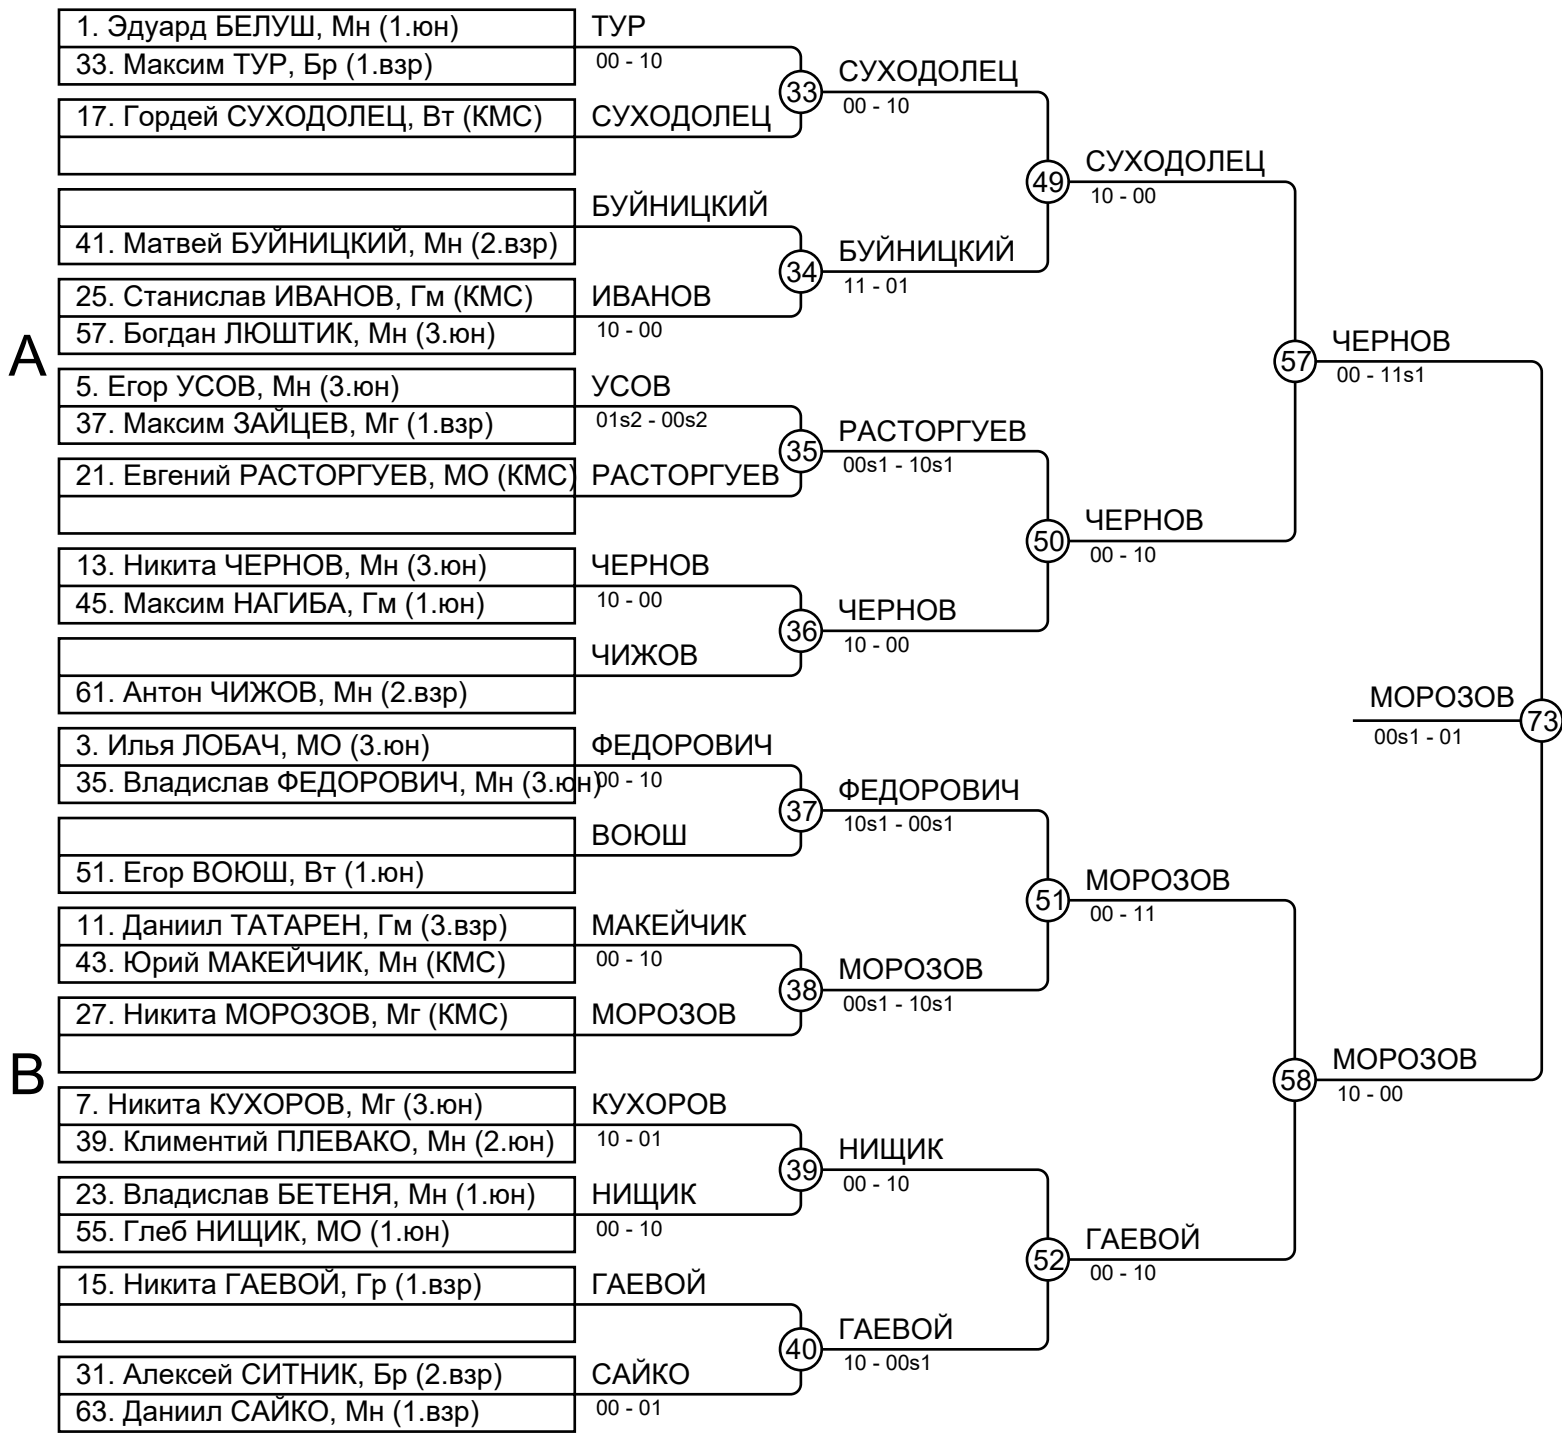 1. Эдуард БЕЛУШ, Мн (1.юн)
33. Максим ТУР, Бр (1.взр)
17. Гордей СУХОДОЛЕЦ, Вт (КМС)
41. Матвей БУЙНИЦКИЙ, Мн (2.взр)
25. Станислав ИВАНОВ, Гм (КМС)
57. Богдан ЛЮШТИК, Мн (3.юн)
A
5. Егор УСОВ, Мн (3.юн)
37. Максим ЗАЙЦЕВ, Мг (1.взр)
21. Евгений РАСТОРГУЕВ, МО (КМС)
13. Никита ЧЕРНОВ, Мн (3.юн)
45. Максим НАГИБА, Гм (1.юн)
61. Антон ЧИЖОВ, Мн (2.взр)
3. Илья ЛОБАЧ, МО (3.юн)
35. Владислав ФЕДОРОВИЧ, Мн (3.юн)
51. Егор ВОЮШ, Вт (1.юн)
11. Даниил ТАТАРЕН, Гм (3.взр)
43. Юрий МАКЕЙЧИК, Мн (КМС)
27. Никита МОРОЗОВ, Мг (КМС)
B
7. Никита КУХОРОВ, Мг (3.юн)
39. Климентий ПЛЕВАКО, Мн (2.юн)
23. Владислав БЕТЕНЯ, Мн (1.юн)
55. Глеб НИЩИК, МО (1.юн)
15. Никита ГАЕВОЙ, Гр (1.взр)
31. Алексей СИТНИК, Бр (2.взр)
63. Даниил САЙКО, Мн (1.взр)
ТУР
00 - 10
СУХОДОЛЕЦ
БУЙНИЦКИЙ
ИВАНОВ
10 - 00
УСОВ
01s2 - 00s2
РАСТОРГУЕВ
ЧЕРНОВ
10 - 00
ЧИЖОВ
ФЕДОРОВИЧ
00 - 10
ВОЮШ
МАКЕЙЧИК
00 - 10
МОРОЗОВ
КУХОРОВ
10 - 01
НИЩИК
00 - 10
ГАЕВОЙ
САЙКО
00 - 01
33
34
35
36
37
38
39
40
СУХОДОЛЕЦ
00 - 10
БУЙНИЦКИЙ
11 - 01
РАСТОРГУЕВ
00s1 - 10s1
ЧЕРНОВ
10 - 00
ФЕДОРОВИЧ
10s1 - 00s1
МОРОЗОВ
00s1 - 10s1
НИЩИК
00 - 10
ГАЕВОЙ
10 - 00s1
49
50
51
52
СУХОДОЛЕЦ
10 - 00
ЧЕРНОВ
00 - 10
МОРОЗОВ
00 - 11
ГАЕВОЙ
00 - 10
57
58
ЧЕРНОВ
00 - 11s1
МОРОЗОВ
10 - 00
МОРОЗОВ
00s1 - 01
73